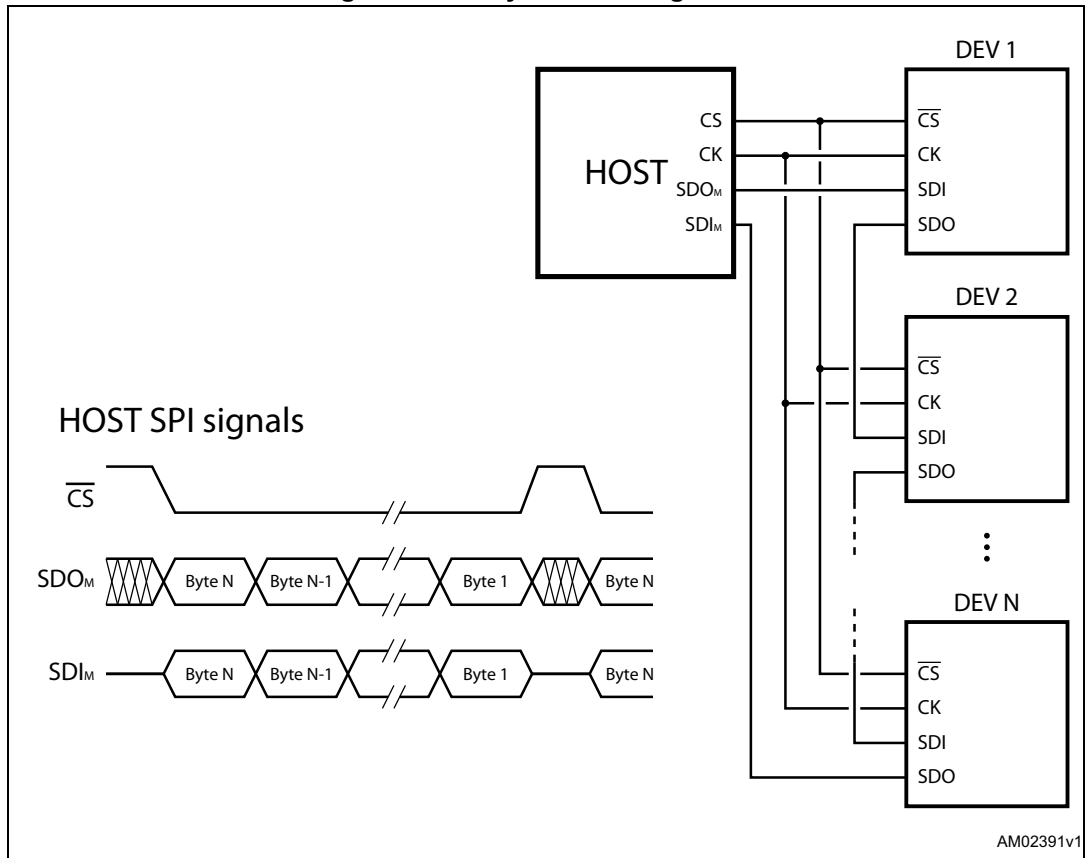 DEV 1
HOST
CS
CK
SDOM
SDIM
CS
CK
SDI
SDO
DEV 2
CS
CK
SDI
SDO
DEV N
CS
CK
SDI
SDO
HOST SPI signals
CS
SDOM Byte N Byte N-1 Byte 1 Byte N
SDIM Byte N Byte N-1 Byte 1 Byte N
AM02391v1